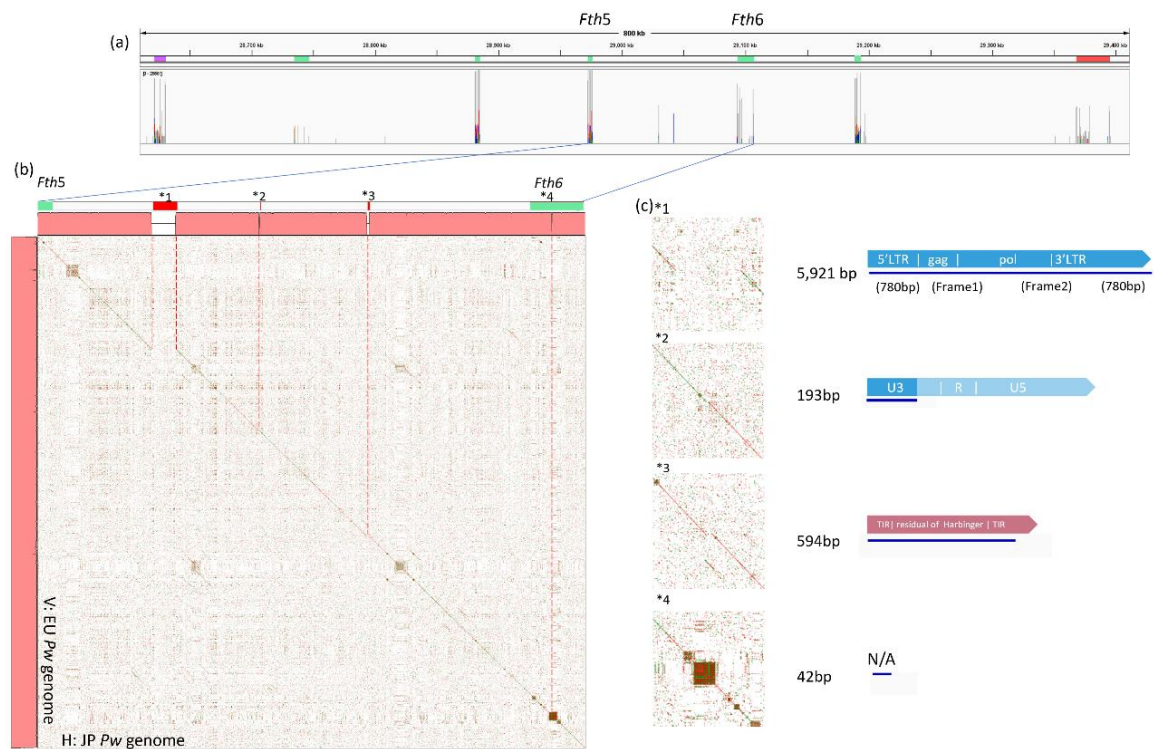 Fth5 Fth6
(a)
800 kb
28,700 kb 28,800 kb 28,900 kb 29,000 kb 29,100 kb 29,200 kb 29,300 kb 29,400 kb
(b)
Fth5 *1 *2 *3 Fth6 *4
V: EU Pw genome
H: JP Pw genome
(c)
*1
5,921 bp
5'LTR | gag | pol | 3'LTR
(780bp) (Frame1) (Frame2) (780bp)
*2
193bp
U3 | R | U5
*3
594bp
TIR| residual of Harbinger | TIR
*4
42bp
N/A